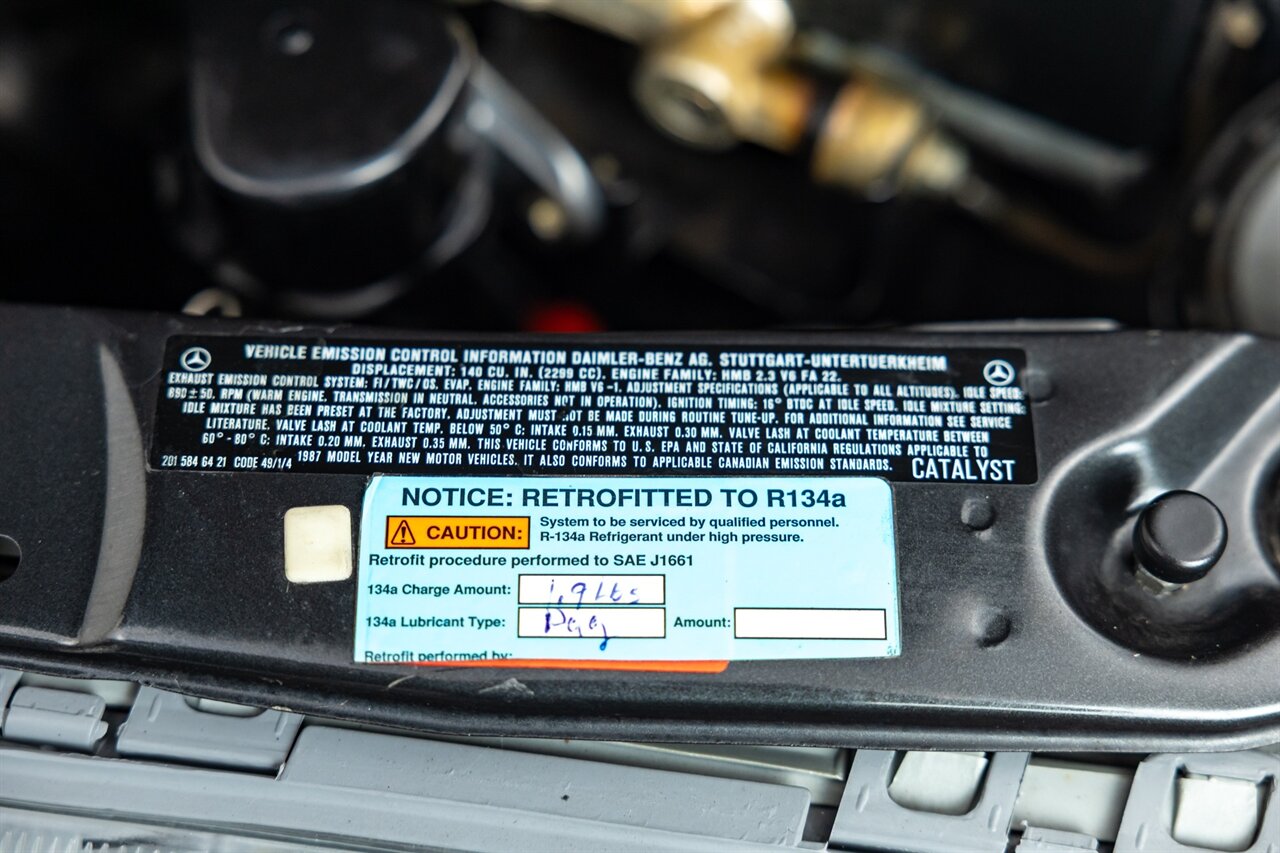 VEHICLE EMISSION CONTROL INFORMATION DAIMLER-BENZ AG. STUTTGART-UNTERTUERKHEIM
DISPLACEMENT: 140 CU. IN. (2299 CC). ENGINE FAMILY: HMB 2.3 V6 FA 22.
EXHAUST EMISSION CONTROL SYSTEM: FI/TWC/OS. EVAP. ENGINE FAMILY: HMB V6 -1. ADJUSTMENT SPECIFICATIONS (APPLICABLE TO ALL ALTITUDES). IDLE SPEED:
690 ± 50. RPM (WARM ENGINE, TRANSMISSION IN NEUTRAL. ACCESSORIES NOT IN OPERATION). IGNITION TIMING: 16° BTDC AT IDLE SPEED. IDLE MIXTURE SETTING:
IDLE MIXTURE HAS BEEN PRESET AT THE FACTORY. ADJUSTMENT MUST NOT BE MADE DURING ROUTINE TUNE-UP. FOR ADDITIONAL INFORMATION SEE SERVICE
LITERATURE. VALVE LASH AT COOLANT TEMP. BELOW 50° C: INTAKE 0.15 MM. EXHAUST 0.30 MM. VALVE LASH AT COOLANT TEMPERATURE BETWEEN
60° - 80° C: INTAKE 0.20 MM. EXHAUST 0.35 MM. THIS VEHICLE CONFORMS TO U.S. EPA AND STATE OF CALIFORNIA REGULATIONS APPLICABLE TO
201 584 64 21 CODE 49/1/4 1987 MODEL YEAR NEW MOTOR VEHICLES. IT ALSO CONFORMS TO APPLICABLE CANADIAN EMISSION STANDARDS. CATALYST
NOTICE: RETROFITTED TO R134a
CAUTION: System to be serviced by qualified personnel.
R-134a Refrigerant under high pressure.
Retrofit procedure performed to SAE J1661
134a Charge Amount: 1.9 Lbs
134a Lubricant Type: Pag Amount:
Retrofit performed by: